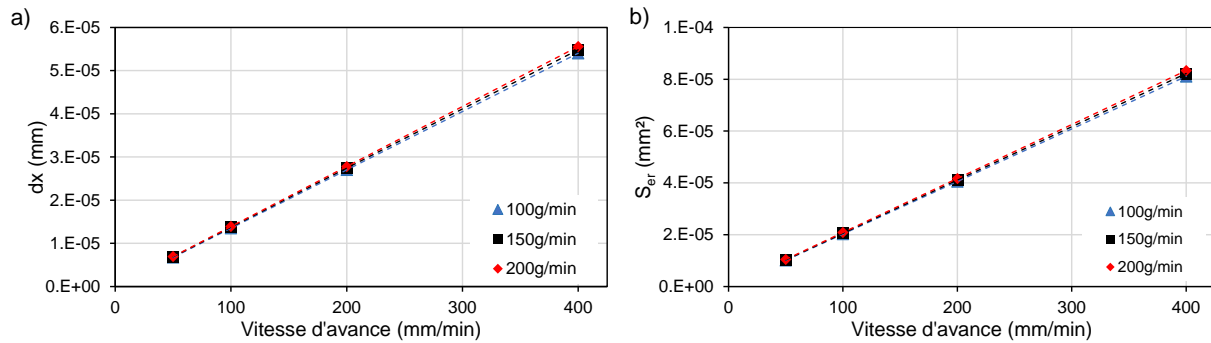 a)
6.E-05
5.E-05
4.E-05
3.E-05
2.E-05
1.E-05
0.E+00
dx (mm)
0 100 200 300 400
Vitesse d'avance (mm/min)
100g/min
150g/min
200g/min
b)
1.E-04
8.E-05
6.E-05
4.E-05
2.E-05
0.E+00
Ser (mm²)
0 100 200 300 400
Vitesse d'avance (mm/min)
100g/min
150g/min
200g/min